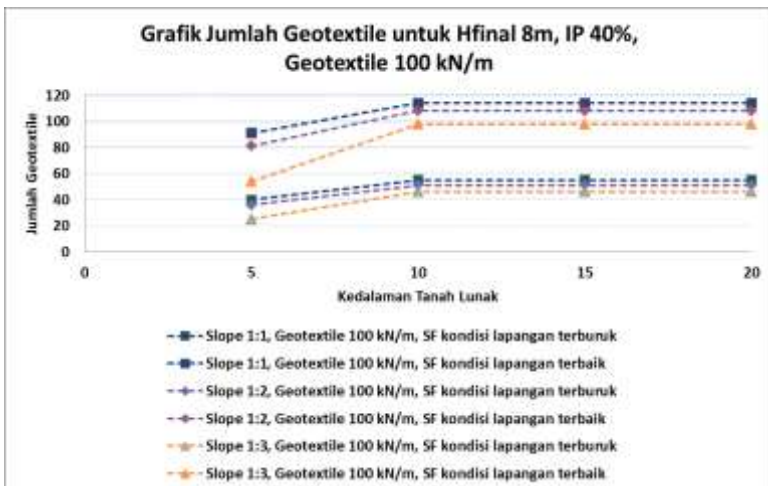 Grafik Jumlah Geotextile untuk Hfinal 8m, IP 40%,
Geotextile 100 kN/m
Jumlah Geotextile
120
100
80
60
40
20
0
0 5 10 15 20
Kedalaman Tanah Lunak
Slope 1:1, Geotextile 100 kN/m, SF kondisi lapangan terburuk
Slope 1:1, Geotextile 100 kN/m, SF kondisi lapangan terbaik
Slope 1:2, Geotextile 100 kN/m, SF kondisi lapangan terburuk
Slope 1:2, Geotextile 100 kN/m, SF kondisi lapangan terbaik
Slope 1:3, Geotextile 100 kN/m, SF kondisi lapangan terburuk
Slope 1:3, Geotextile 100 kN/m, SF kondisi lapangan terbaik